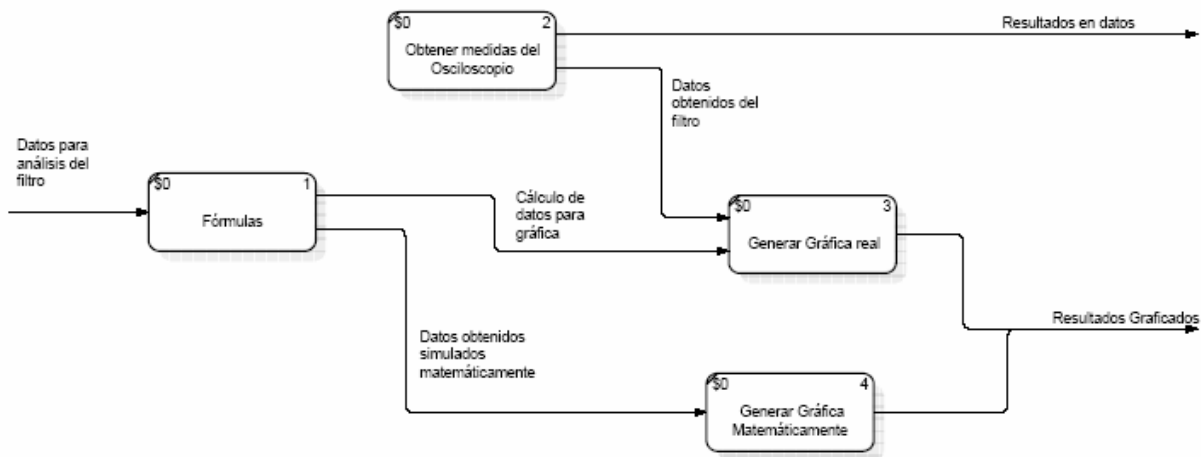 $0 2
Obtener medidas del
Osciloscopio
Resultados en datos
Datos
obtenidos del
filtro
Datos para
análisis del
filtro
$0 1
Fórmulas
Cálculo de
datos para
gráfica
$0 3
Generar Gráfica real
Resultados Graficados
Datos obtenidos
simulados
matemáticamente
$0 4
Generar Gráfica
Matemáticamente